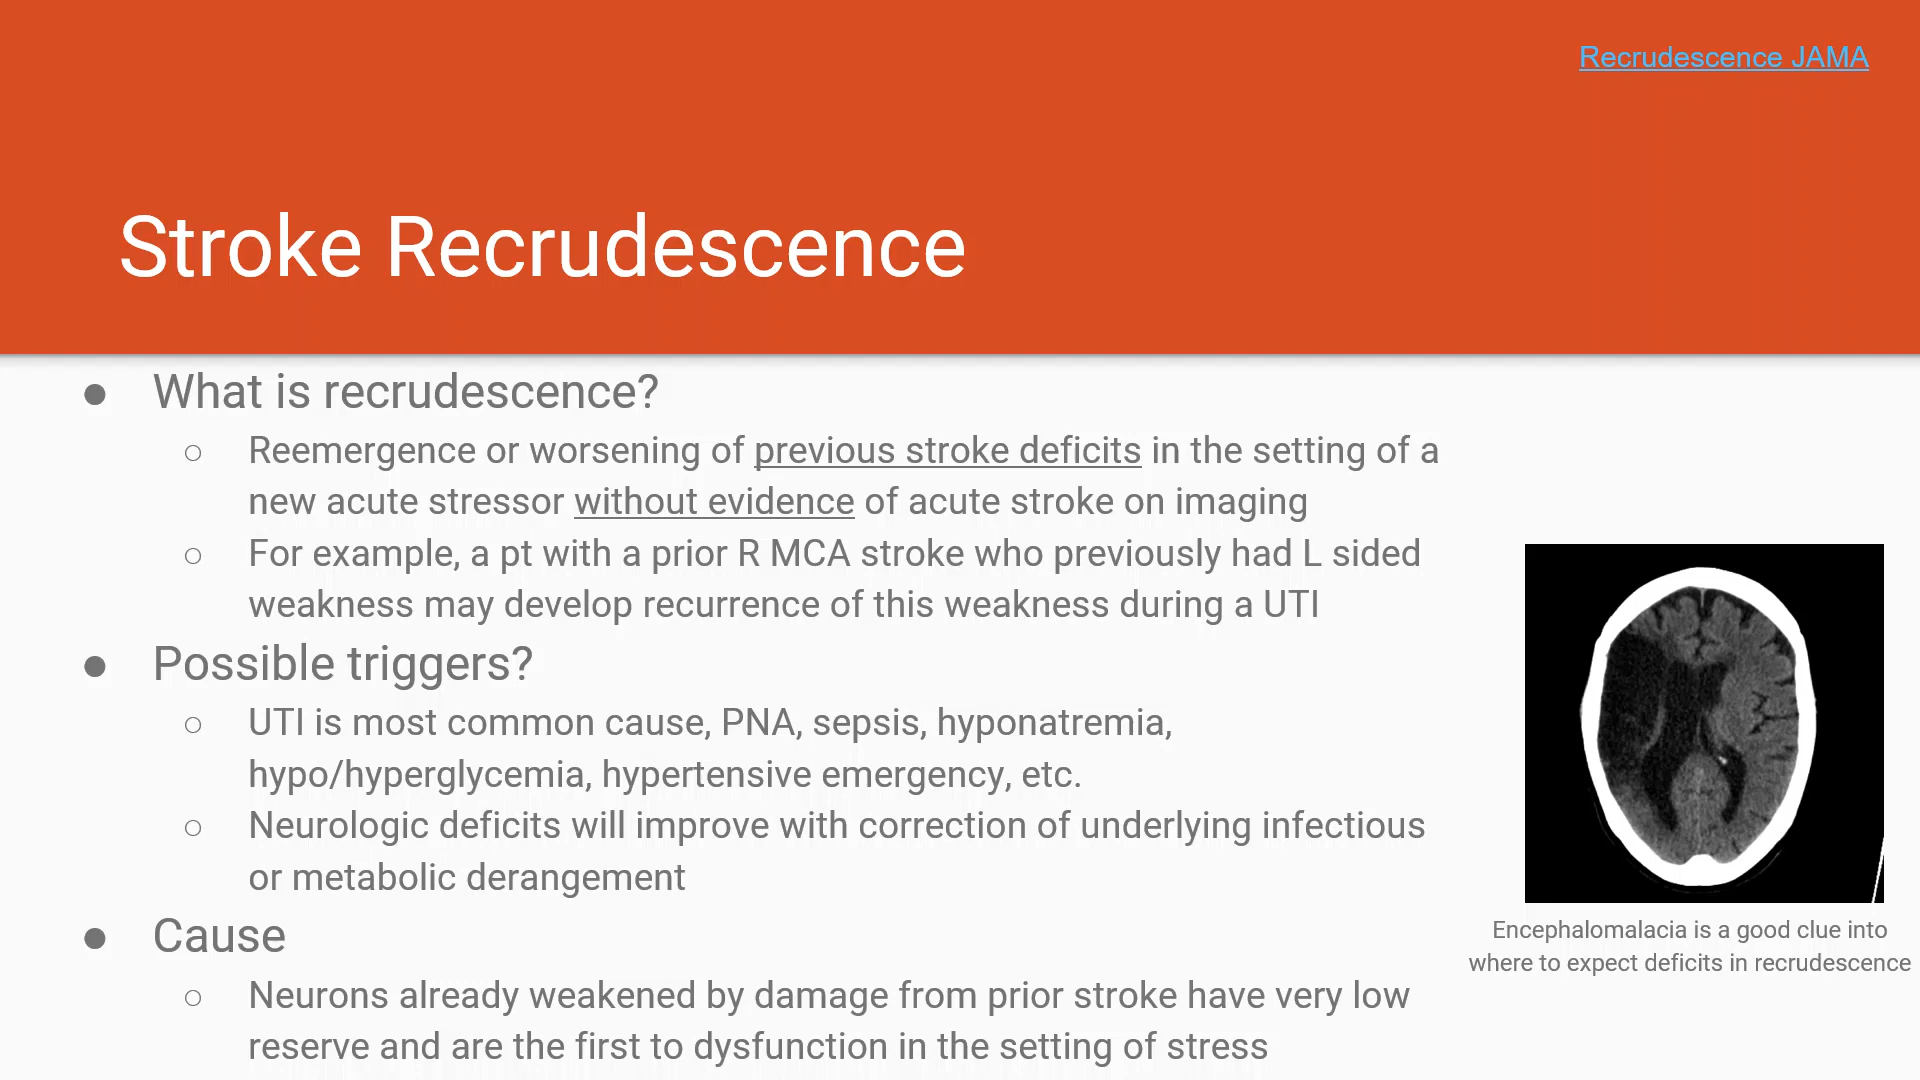 Recrudescence JAMA
Stroke Recrudescence
● What is recrudescence?
○ Reemergence or worsening of previous stroke deficits in the setting of a
new acute stressor without evidence of acute stroke on imaging
○ For example, a pt with a prior R MCA stroke who previously had L sided
weakness may develop recurrence of this weakness during a UTI
● Possible triggers?
○ UTI is most common cause, PNA, sepsis, hyponatremia,
hypo/hyperglycemia, hypertensive emergency, etc.
○ Neurologic deficits will improve with correction of underlying infectious
or metabolic derangement
● Cause
○ Neurons already weakened by damage from prior stroke have very low
reserve and are the first to dysfunction in the setting of stress
Encephalomalacia is a good clue into
where to expect deficits in recrudescence